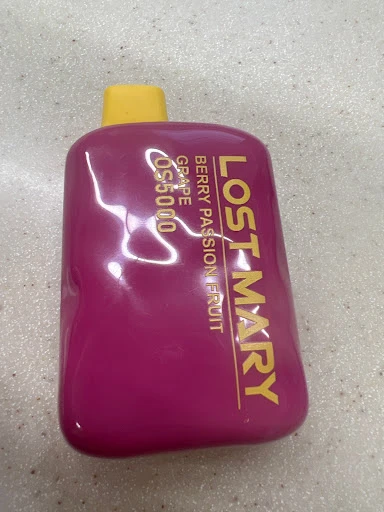 LOST MARY
BERRY PASSION FRUIT
GRAPE
OS5000